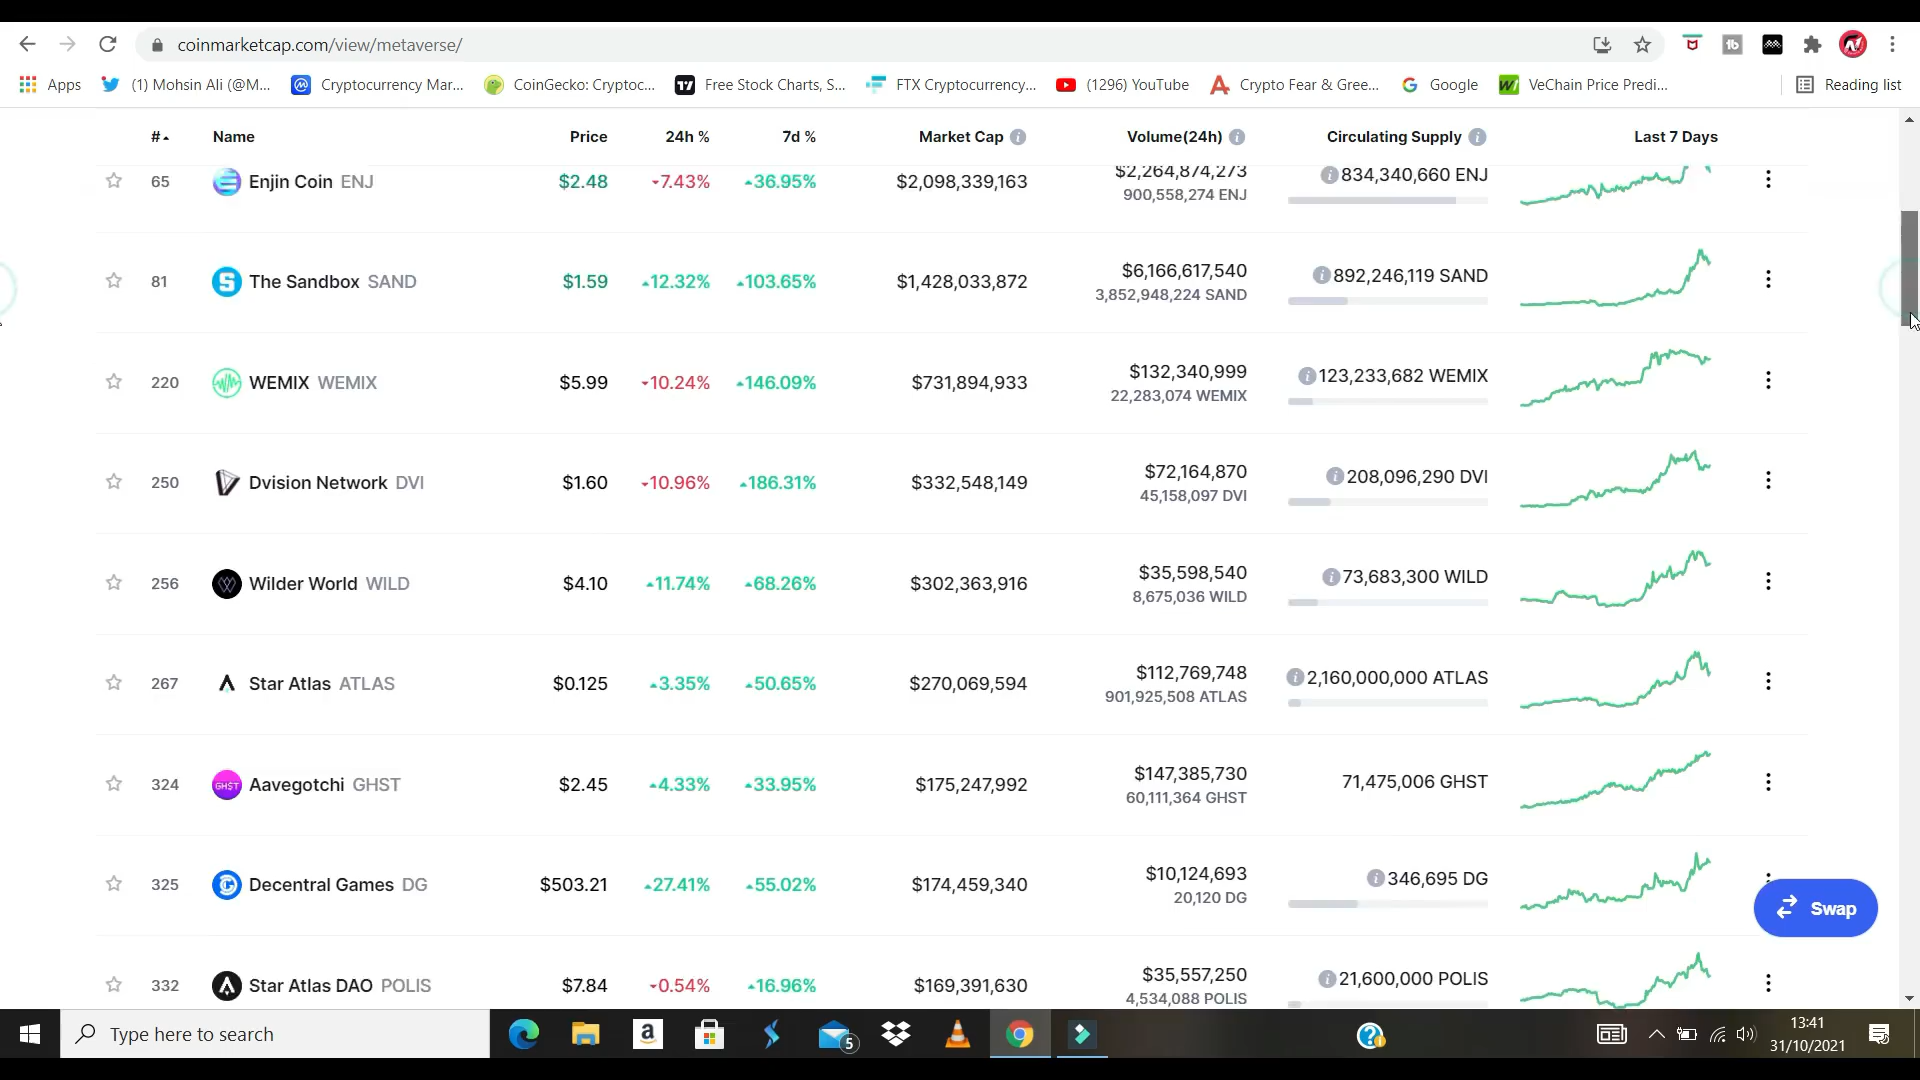 coinmarketcap.com/view/metaverse/
Apps (1) Mohsin Ali (@M... Cryptocurrency Mar... CoinGecko: Cryptoc... Free Stock Charts, S... FTX Cryptocurrency... (1296) YouTube Crypto Fear & Gree... Google VeChain Price Predi... Reading list
# Name Price 24h % 7d % Market Cap Volume(24h) Circulating Supply Last 7 Days
65 Enjin Coin ENJ $2.48 7.43% 36.95% $2,098,339,163 $2,264,874,273 834,340,660 ENJ
900,558,274 ENJ
81 The Sandbox SAND $1.59 12.32% 103.65% $1,428,033,872 $6,166,617,540 892,246,119 SAND
3,852,948,224 SAND
220 WEMIX WEMIX $5.99 10.24% 146.09% $731,894,933 $132,340,999 123,233,682 WEMIX
22,283,074 WEMIX
250 Dvision Network DVI $1.60 10.96% 186.31% $332,548,149 $72,164,870 208,096,290 DVI
45,158,097 DVI
256 Wilder World WILD $4.10 11.74% 68.26% $302,363,916 $35,598,540 73,683,300 WILD
8,675,036 WILD
267 Star Atlas ATLAS $0.125 3.35% 50.65% $270,069,594 $112,769,748 2,160,000,000 ATLAS
901,925,508 ATLAS
324 GHST Aavegotchi GHST $2.45 4.33% 33.95% $175,247,992 $147,385,730 71,475,006 GHST
60,111,364 GHST
325 Decentral Games DG $503.21 27.41% 55.02% $174,459,340 $10,124,693 346,695 DG
20,120 DG
Swap
332 Star Atlas DAO POLIS $7.84 0.54% 16.96% $169,391,630 $35,557,250 21,600,000 POLIS
4,534,088 POLIS
Type here to search 5 13:41
31/10/2021